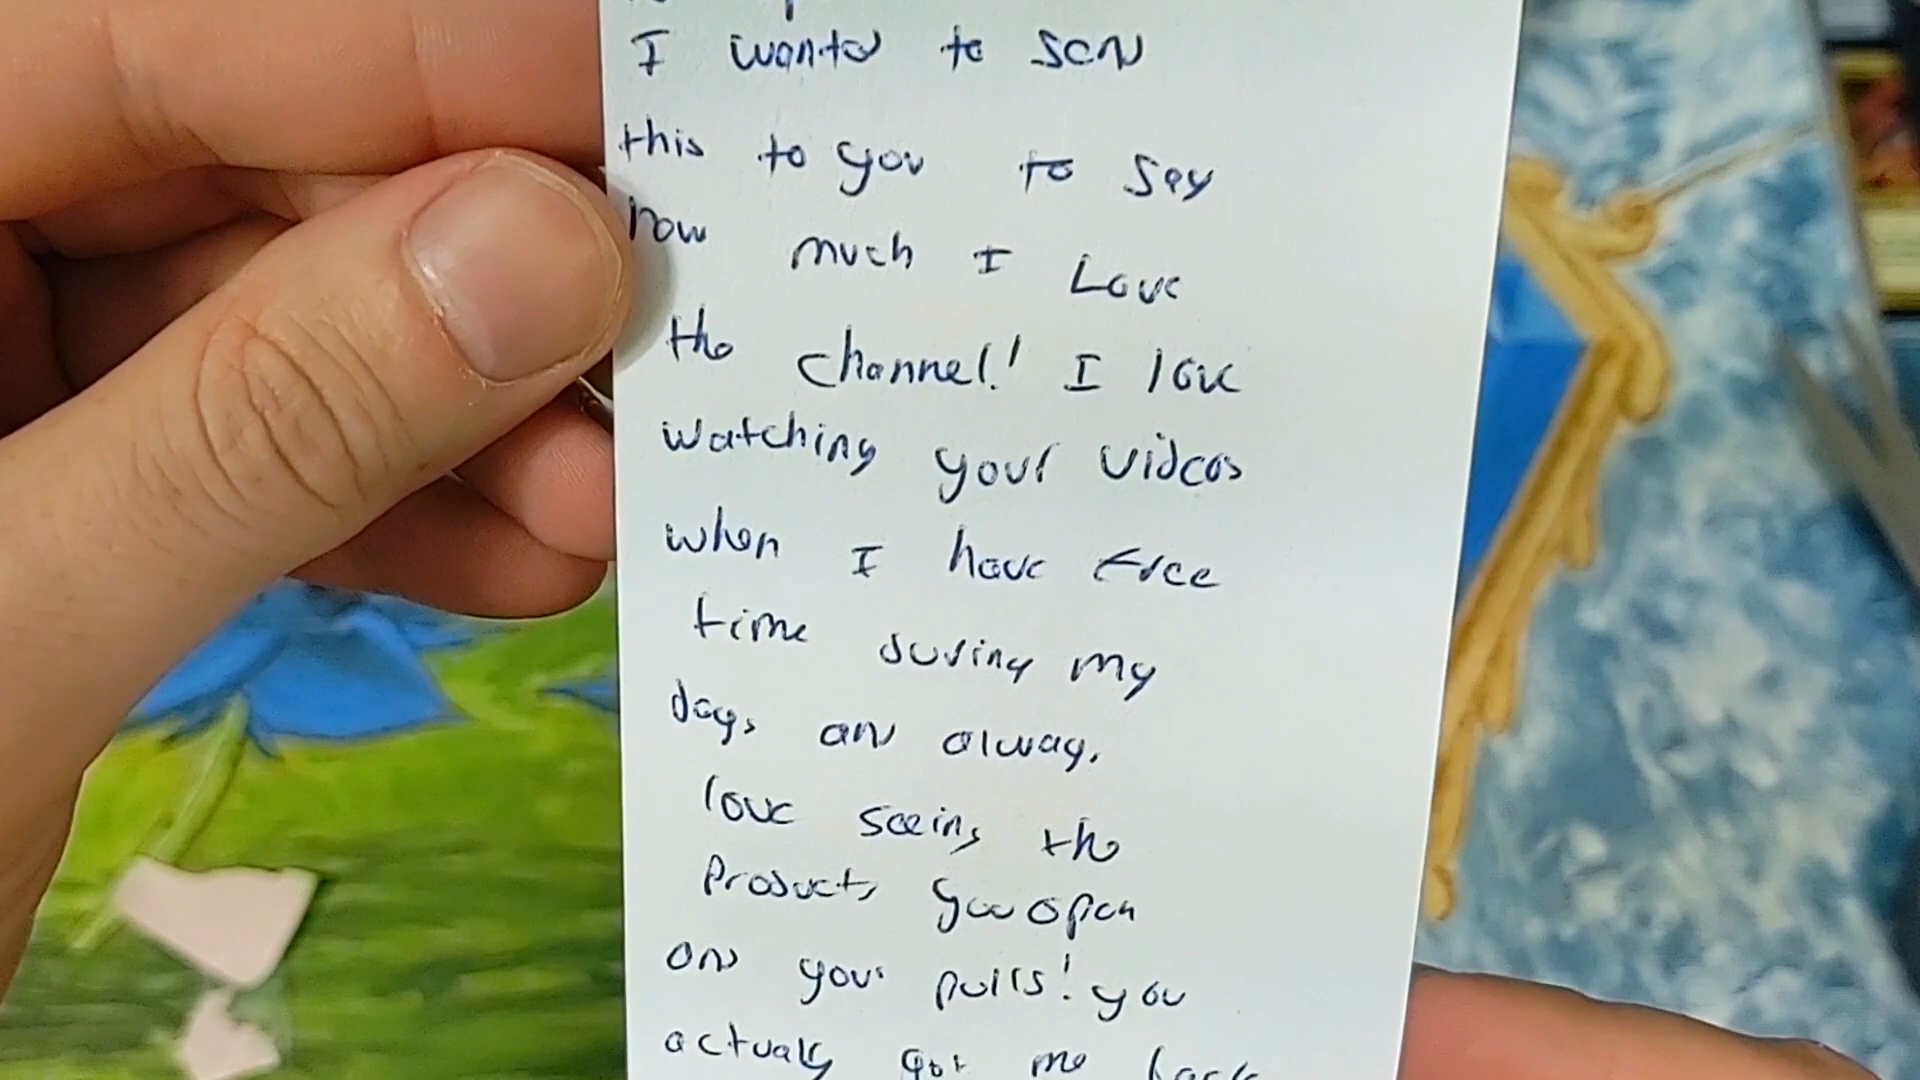 I wanted to send
this to you to say
how much I Love
the channel! I love
watching your videos
when I have free
time during my
days and always
love seeing the
products you open
and your pulls! you
actually got me back